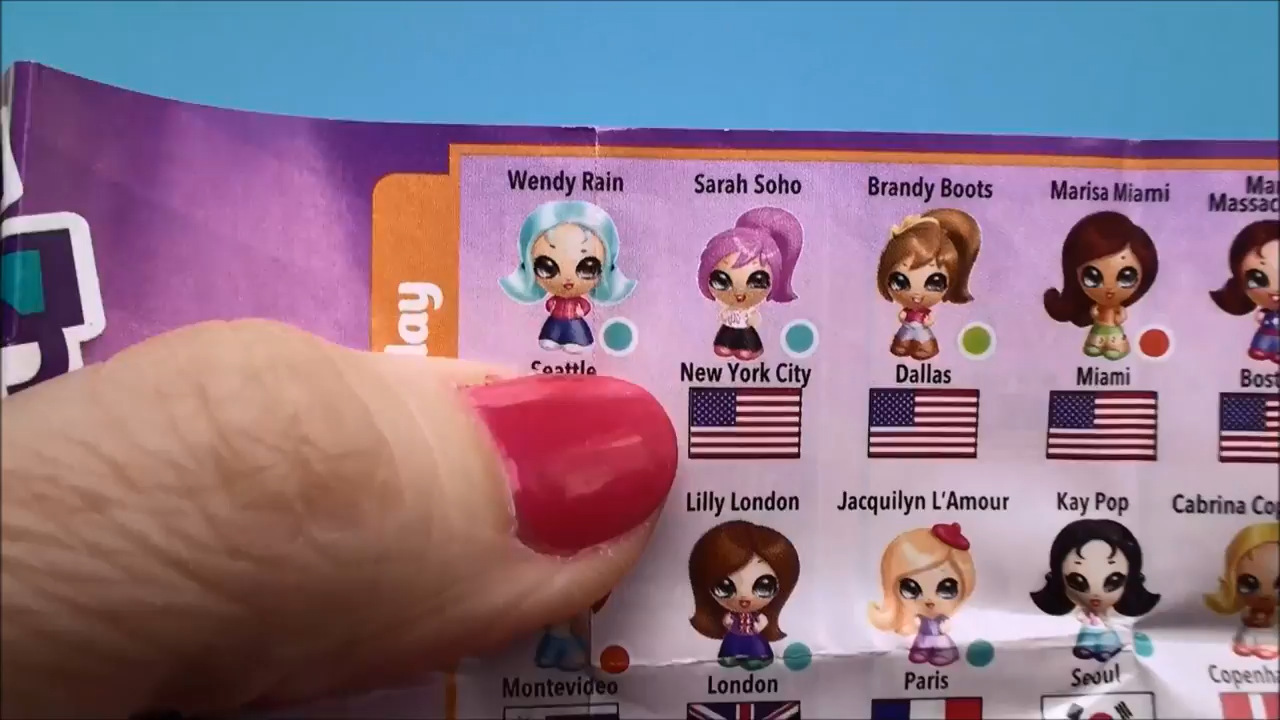 Wendy Rain
Sarah Soho
Brandy Boots
Marisa Miami
Seattle
New York City
Dallas
Miami
Lilly London
Jacquilyn L'Amour
Kay Pop
Montevideo
London
Paris
Seoul